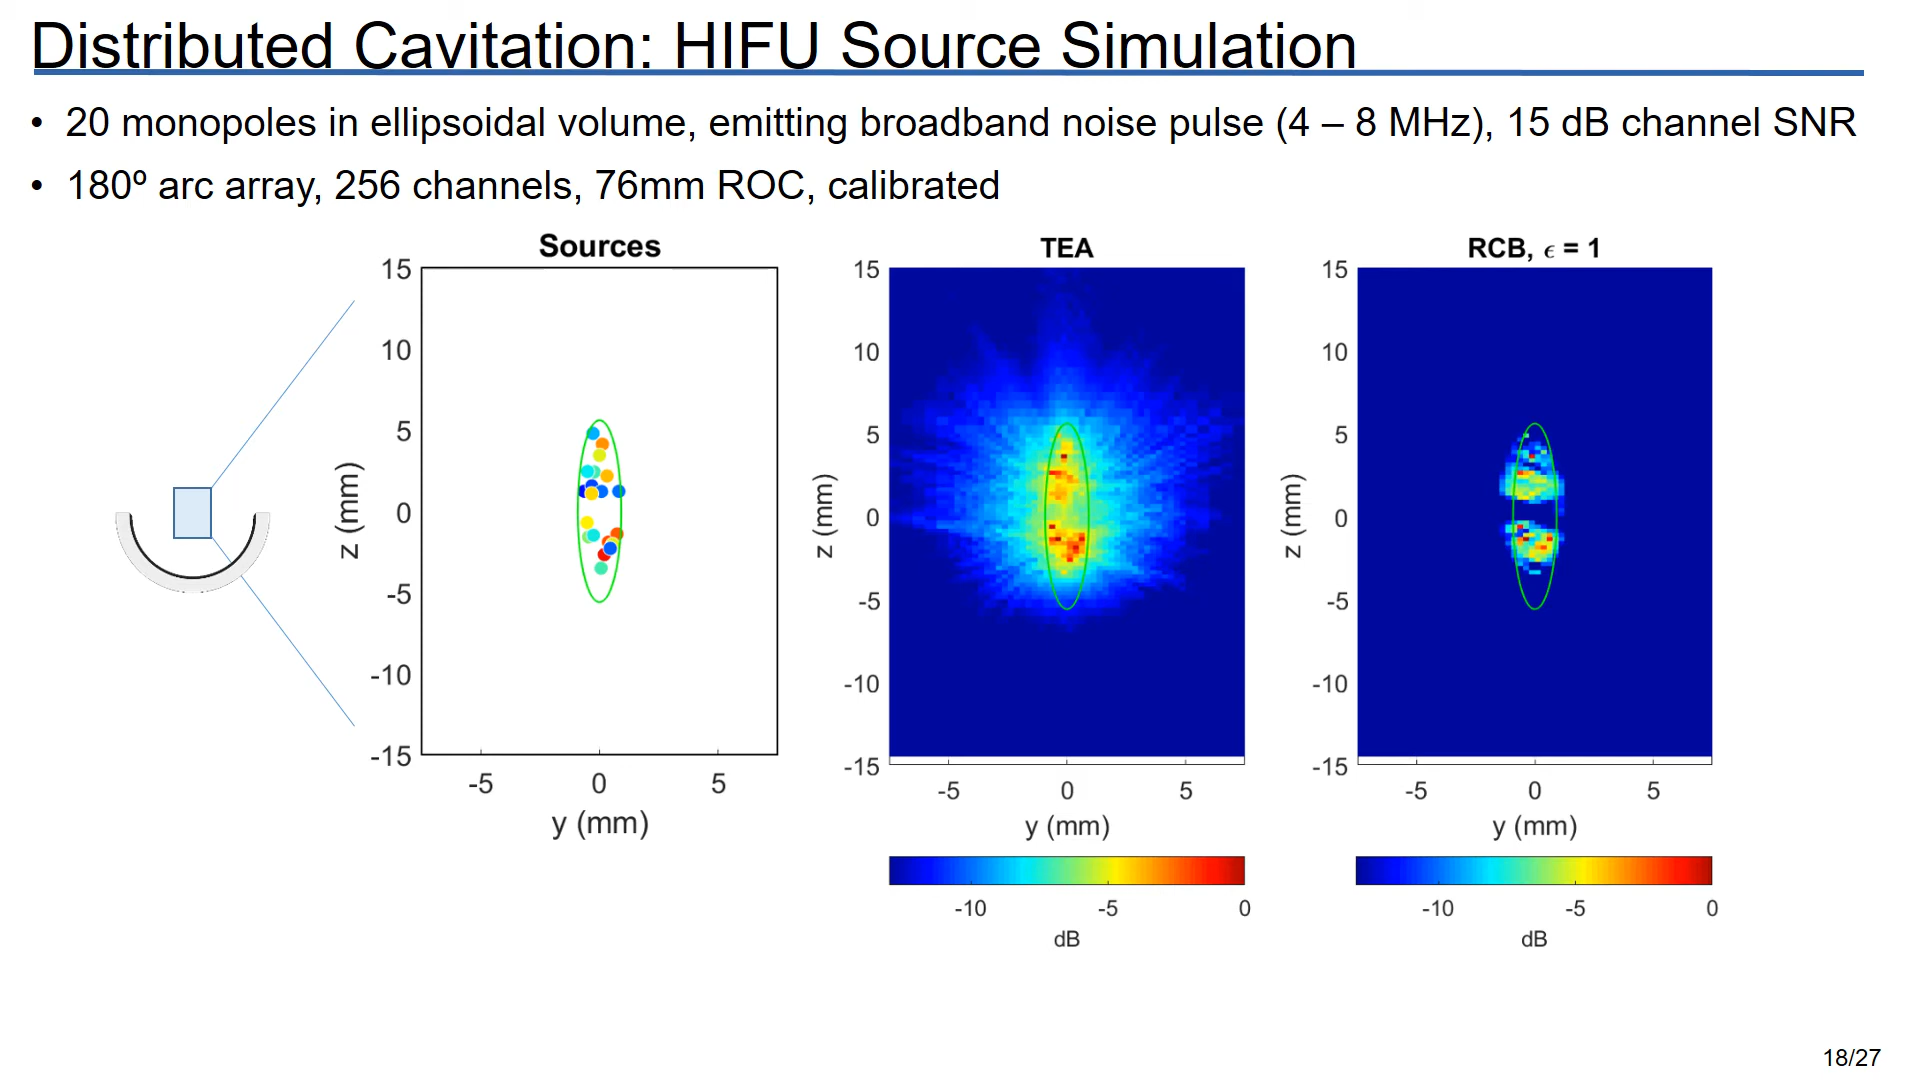 Distributed Cavitation: HIFU Source Simulation
• 20 monopoles in ellipsoidal volume, emitting broadband noise pulse (4 – 8 MHz), 15 dB channel SNR
• 180º arc array, 256 channels, 76mm ROC, calibrated
Sources
15
10
5
0
-5
-10
-15
z (mm)
-5 0 5
y (mm)
TEA
15
10
5
0
-5
-10
-15
z (mm)
-5 0 5
y (mm)
-10 -5 0
dB
RCB, ϵ = 1
15
10
5
0
-5
-10
-15
z (mm)
-5 0 5
y (mm)
-10 -5 0
dB
18/27